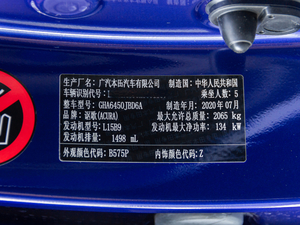 生产厂名：广汽本田汽车有限公司 制造国：中华人民共和国
车辆识别代号： 乘坐人数：5
整车型号：GHA6450JBD6A 制造年月：2020年07月
品牌：讴歌(ACURA) 最大允许总质量：2065 kg
发动机型号：L15B9 发动机最大净功率：134 kW
发动机排量：1498 mL
外观颜色代码：B575P 内饰颜色代码：Z